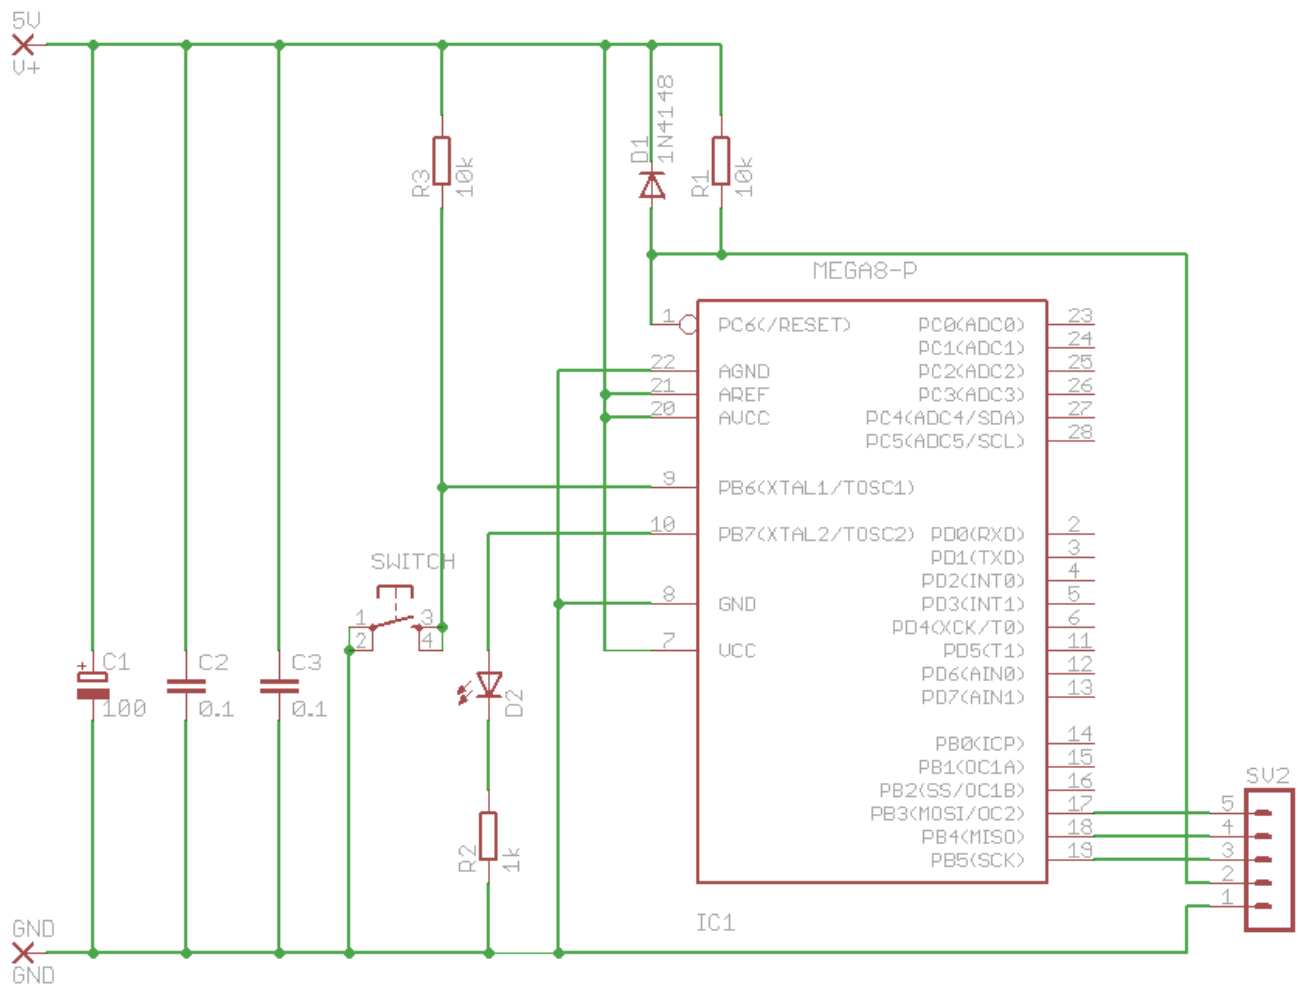 5V
V+
D1
1N4148
R3
10k
R1
10k
MEGA8-P
1 PC6(/RESET) PC0(ADC0) 23
PC1(ADC1) 24
22 AGND PC2(ADC2) 25
21 AREF PC3(ADC3) 26
20 AVCC PC4(ADC4/SDA) 27
PC5(ADC5/SCL) 28
9 PB6(XTAL1/TOSC1)
10 PB7(XTAL2/TOSC2) PD0(RXD) 2
PD1(TXD) 3
SWITCH
PD2(INT0) 4
8 GND PD3(INT1) 5
1 3
PD4(XCK/T0) 6
2 4
7 VCC PD5(T1) 11
+ C1 C2 C3
PD6(AIN0) 12
D2
PD7(AIN1) 13
100 0.1 0.1
PB0(ICP) 14
PB1(OC1A) 15
SV2
PB2(SS/OC1B) 16
PB3(MOSI/OC2) 17 5
PB4(MISO) 18 4
R2
1k
PB5(SCK) 19 3
2
1
IC1
GND
GND